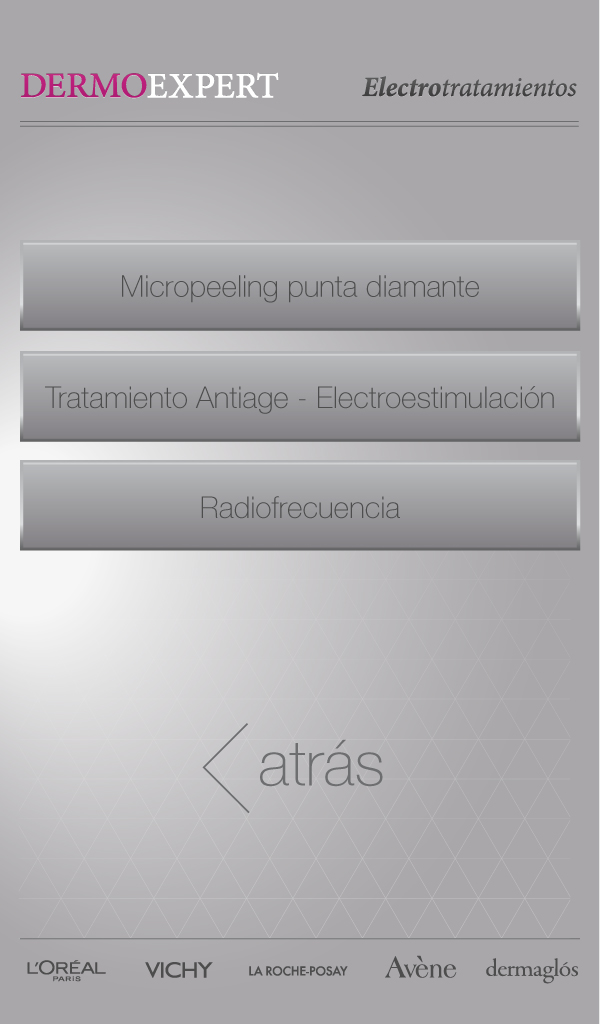 DERMOEXPERT
Electrotratamientos
Micropeeling punta diamante
Tratamiento Antiage - Electroestimulación
Radiofrecuencia
atrás
L'ORÉAL
PARIS
VICHY
LA ROCHE-POSAY
Avène
dermaglós